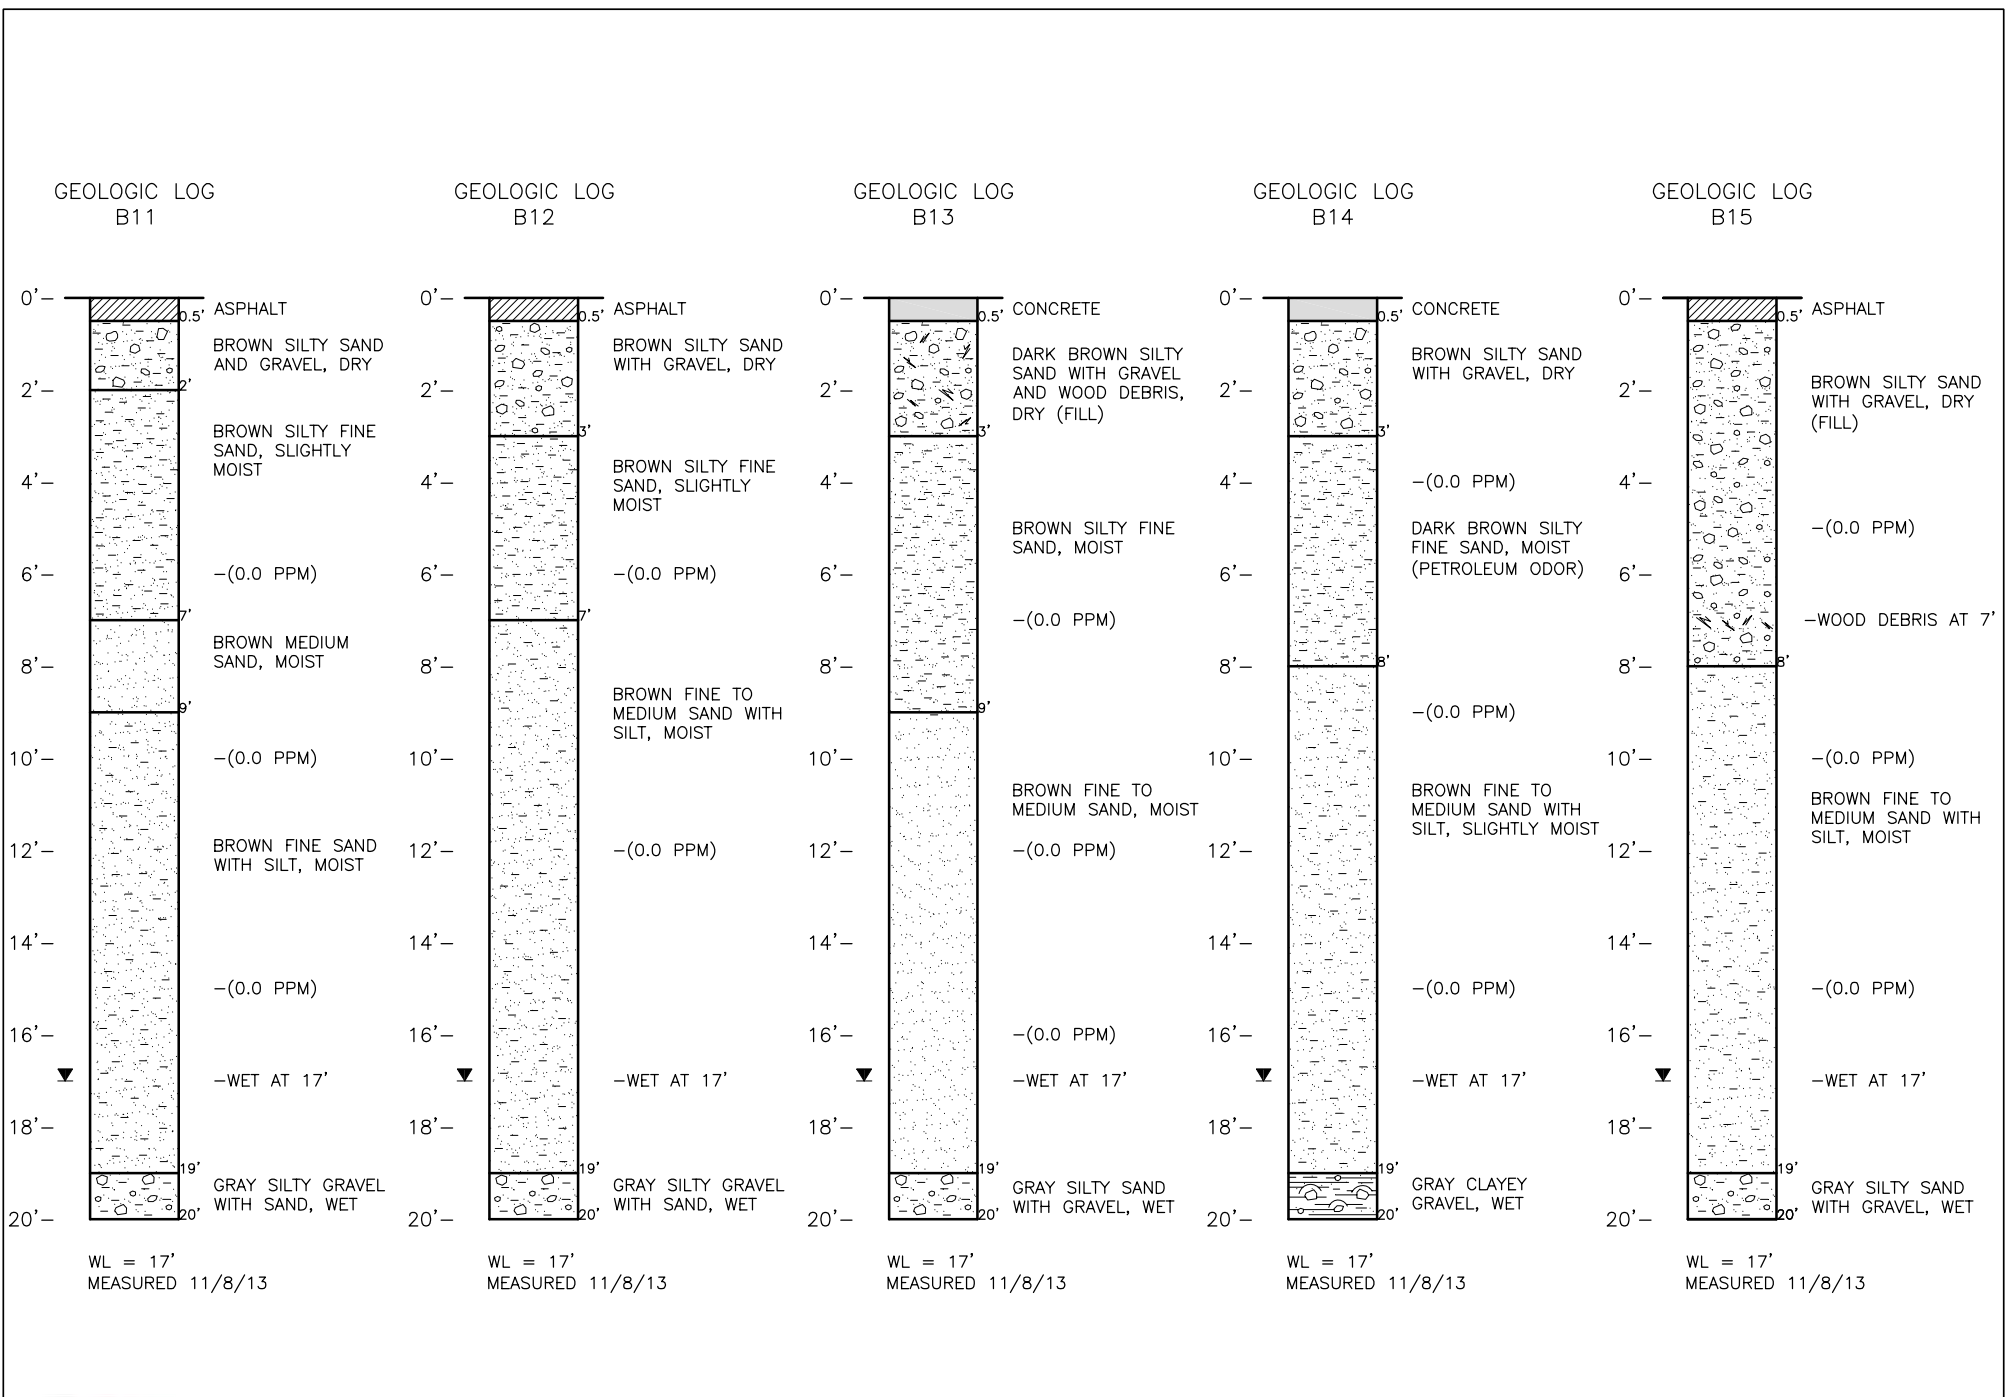 GEOLOGIC LOG
B11
0'–
2'–
4'–
6'–
8'–
10'–
12'–
14'–
16'–
18'–
20'–
0.5'
2'
7'
9'
19'
20'
ASPHALT
BROWN SILTY SAND
AND GRAVEL, DRY
BROWN SILTY FINE
SAND, SLIGHTLY
MOIST
–(0.0 PPM)
BROWN MEDIUM
SAND, MOIST
–(0.0 PPM)
BROWN FINE SAND
WITH SILT, MOIST
–(0.0 PPM)
–WET AT 17'
GRAY SILTY GRAVEL
WITH SAND, WET
WL = 17'
MEASURED 11/8/13
GEOLOGIC LOG
B12
0'–
2'–
4'–
6'–
8'–
10'–
12'–
14'–
16'–
18'–
20'–
0.5'
3'
7'
19'
20'
ASPHALT
BROWN SILTY SAND
WITH GRAVEL, DRY
BROWN SILTY FINE
SAND, SLIGHTLY
MOIST
–(0.0 PPM)
BROWN FINE TO
MEDIUM SAND WITH
SILT, MOIST
–(0.0 PPM)
–WET AT 17'
GRAY SILTY GRAVEL
WITH SAND, WET
WL = 17'
MEASURED 11/8/13
GEOLOGIC LOG
B13
0'–
2'–
4'–
6'–
8'–
10'–
12'–
14'–
16'–
18'–
20'–
0.5'
3'
9'
19'
20'
CONCRETE
DARK BROWN SILTY
SAND WITH GRAVEL
AND WOOD DEBRIS,
DRY (FILL)
BROWN SILTY FINE
SAND, MOIST
–(0.0 PPM)
BROWN FINE TO
MEDIUM SAND, MOIST
–(0.0 PPM)
–(0.0 PPM)
–WET AT 17'
GRAY SILTY SAND
WITH GRAVEL, WET
WL = 17'
MEASURED 11/8/13
GEOLOGIC LOG
B14
0'–
2'–
4'–
6'–
8'–
10'–
12'–
14'–
16'–
18'–
20'–
0.5'
3'
8'
19'
20'
CONCRETE
BROWN SILTY SAND
WITH GRAVEL, DRY
–(0.0 PPM)
DARK BROWN SILTY
FINE SAND, MOIST
(PETROLEUM ODOR)
–(0.0 PPM)
BROWN FINE TO
MEDIUM SAND WITH
SILT, SLIGHTLY MOIST
–(0.0 PPM)
–WET AT 17'
GRAY CLAYEY
GRAVEL, WET
WL = 17'
MEASURED 11/8/13
GEOLOGIC LOG
B15
0'–
2'–
4'–
6'–
8'–
10'–
12'–
14'–
16'–
18'–
20'–
0.5'
8'
19'
20'
ASPHALT
BROWN SILTY SAND
WITH GRAVEL, DRY
(FILL)
–(0.0 PPM)
–WOOD DEBRIS AT 7'
–(0.0 PPM)
BROWN FINE TO
MEDIUM SAND WITH
SILT, MOIST
–(0.0 PPM)
–WET AT 17'
GRAY SILTY SAND
WITH GRAVEL, WET
WL = 17'
MEASURED 11/8/13